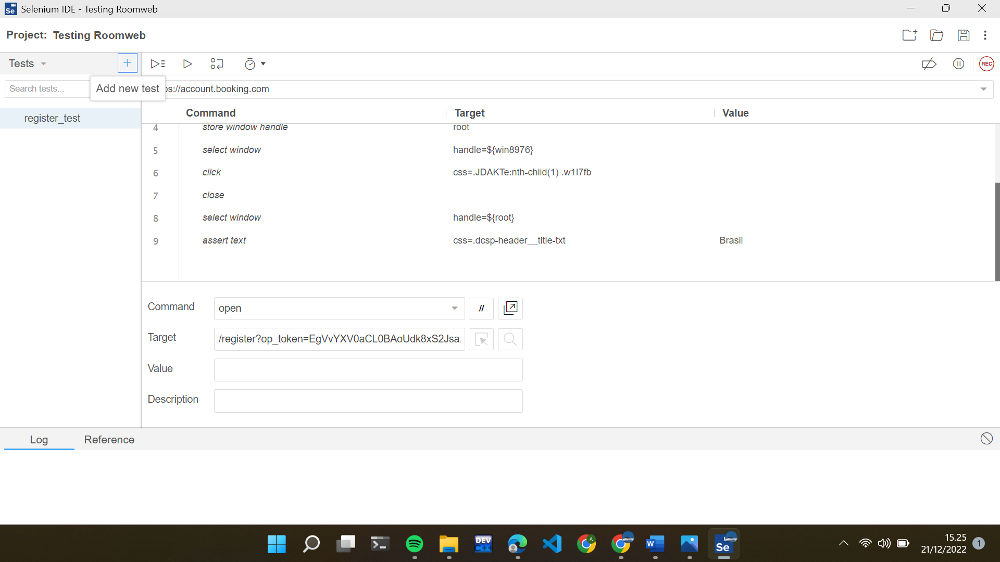 Selenium IDE - Testing Roomweb
Project: Testing Roomweb
Tests
REC
Search tests...
Add new test
ps://account.booking.com
register_test
Command Target Value
4 store window handle root
5 select window handle=${win8976}
6 click css=.JDAKTe:nth-child(1) .w1I7fb
7 close
8 select window handle=${root}
9 assert text css=.dcsp-header__title-txt Brasil
Command open //
Target /register?op_token=EgVvYXV0aCL0BAoUdk8xS2Jsa
Value
Description
Log Reference
DEV C++
A
W
Se
15.25
21/12/2022
1